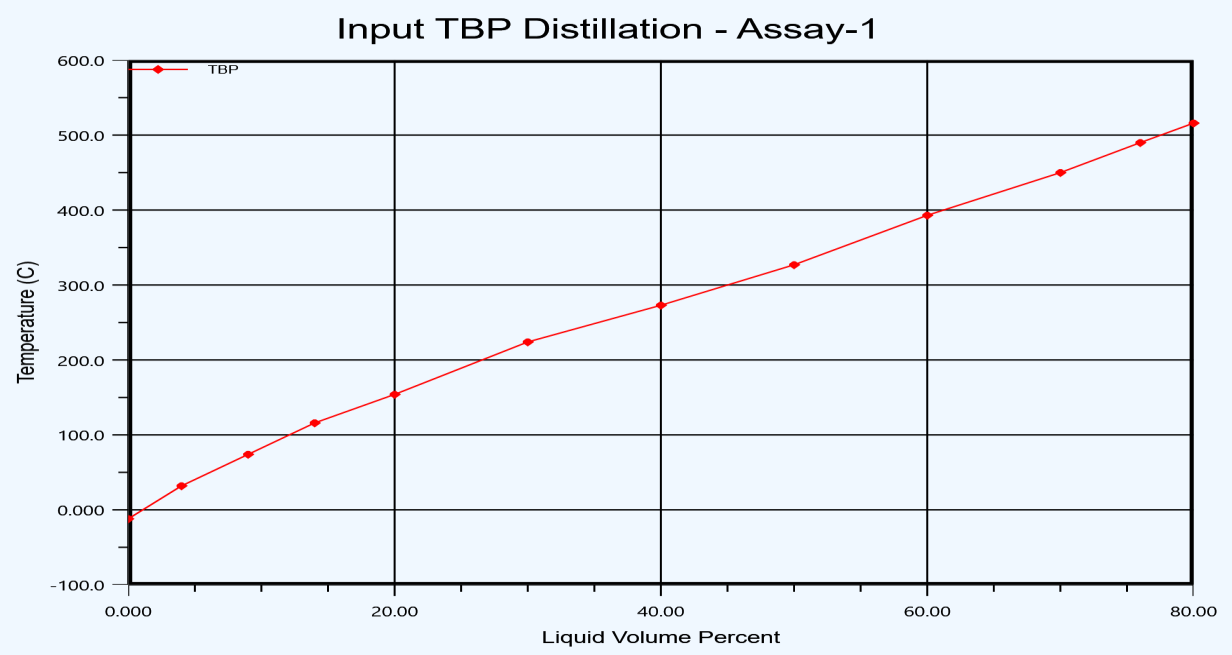 Input TBP Distillation - Assay-1
TBP
600.0
500.0
400.0
300.0
200.0
100.0
0.000
-100.0
Temperature (C)
0.000 20.00 40.00 60.00 80.00
Liquid Volume Percent